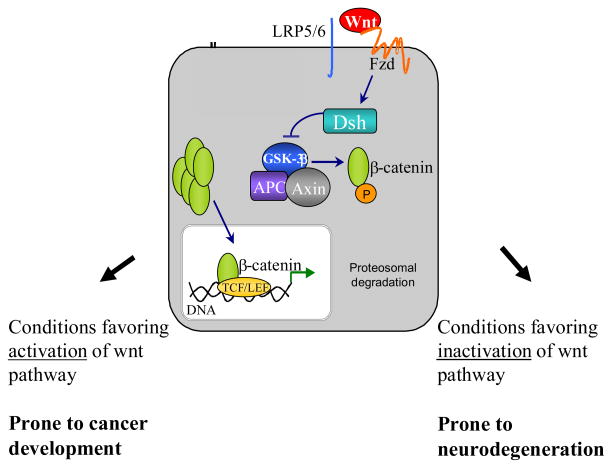 Wnt
LRP5/6
Fzd
Dsh
GSK-3β
β-catenin
APC
Axin
P
β-catenin
TCF/LEF
DNA
Proteosomal
degradation
Conditions favoring
activation of wnt
pathway
Prone to cancer
development
Conditions favoring
inactivation of wnt
pathway
Prone to
neurodegeneration